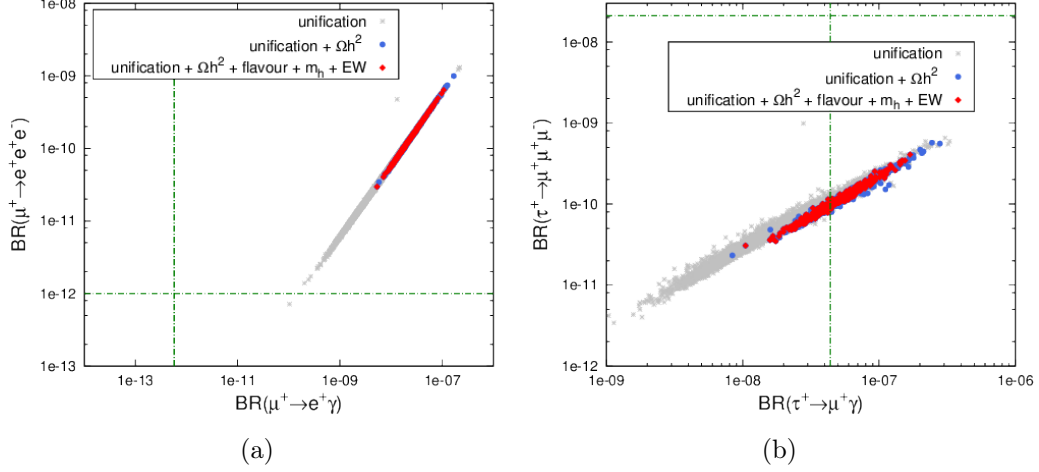 1e-08
1e-09
1e-10
1e-11
1e-12
1e-13
BR(μ⁺→e⁺e⁺e⁻)
unification
unification + Ωh²
unification + Ωh² + flavour + m_h + EW
1e-13 1e-11 1e-09 1e-07
BR(μ⁺→e⁺γ)
(a)
1e-08
1e-09
1e-10
1e-11
1e-12
BR(τ⁺→μ⁺μ⁺μ⁻)
unification
unification + Ωh²
unification + Ωh² + flavour + m_h + EW
1e-09 1e-08 1e-07 1e-06
BR(τ⁺→μ⁺γ)
(b)